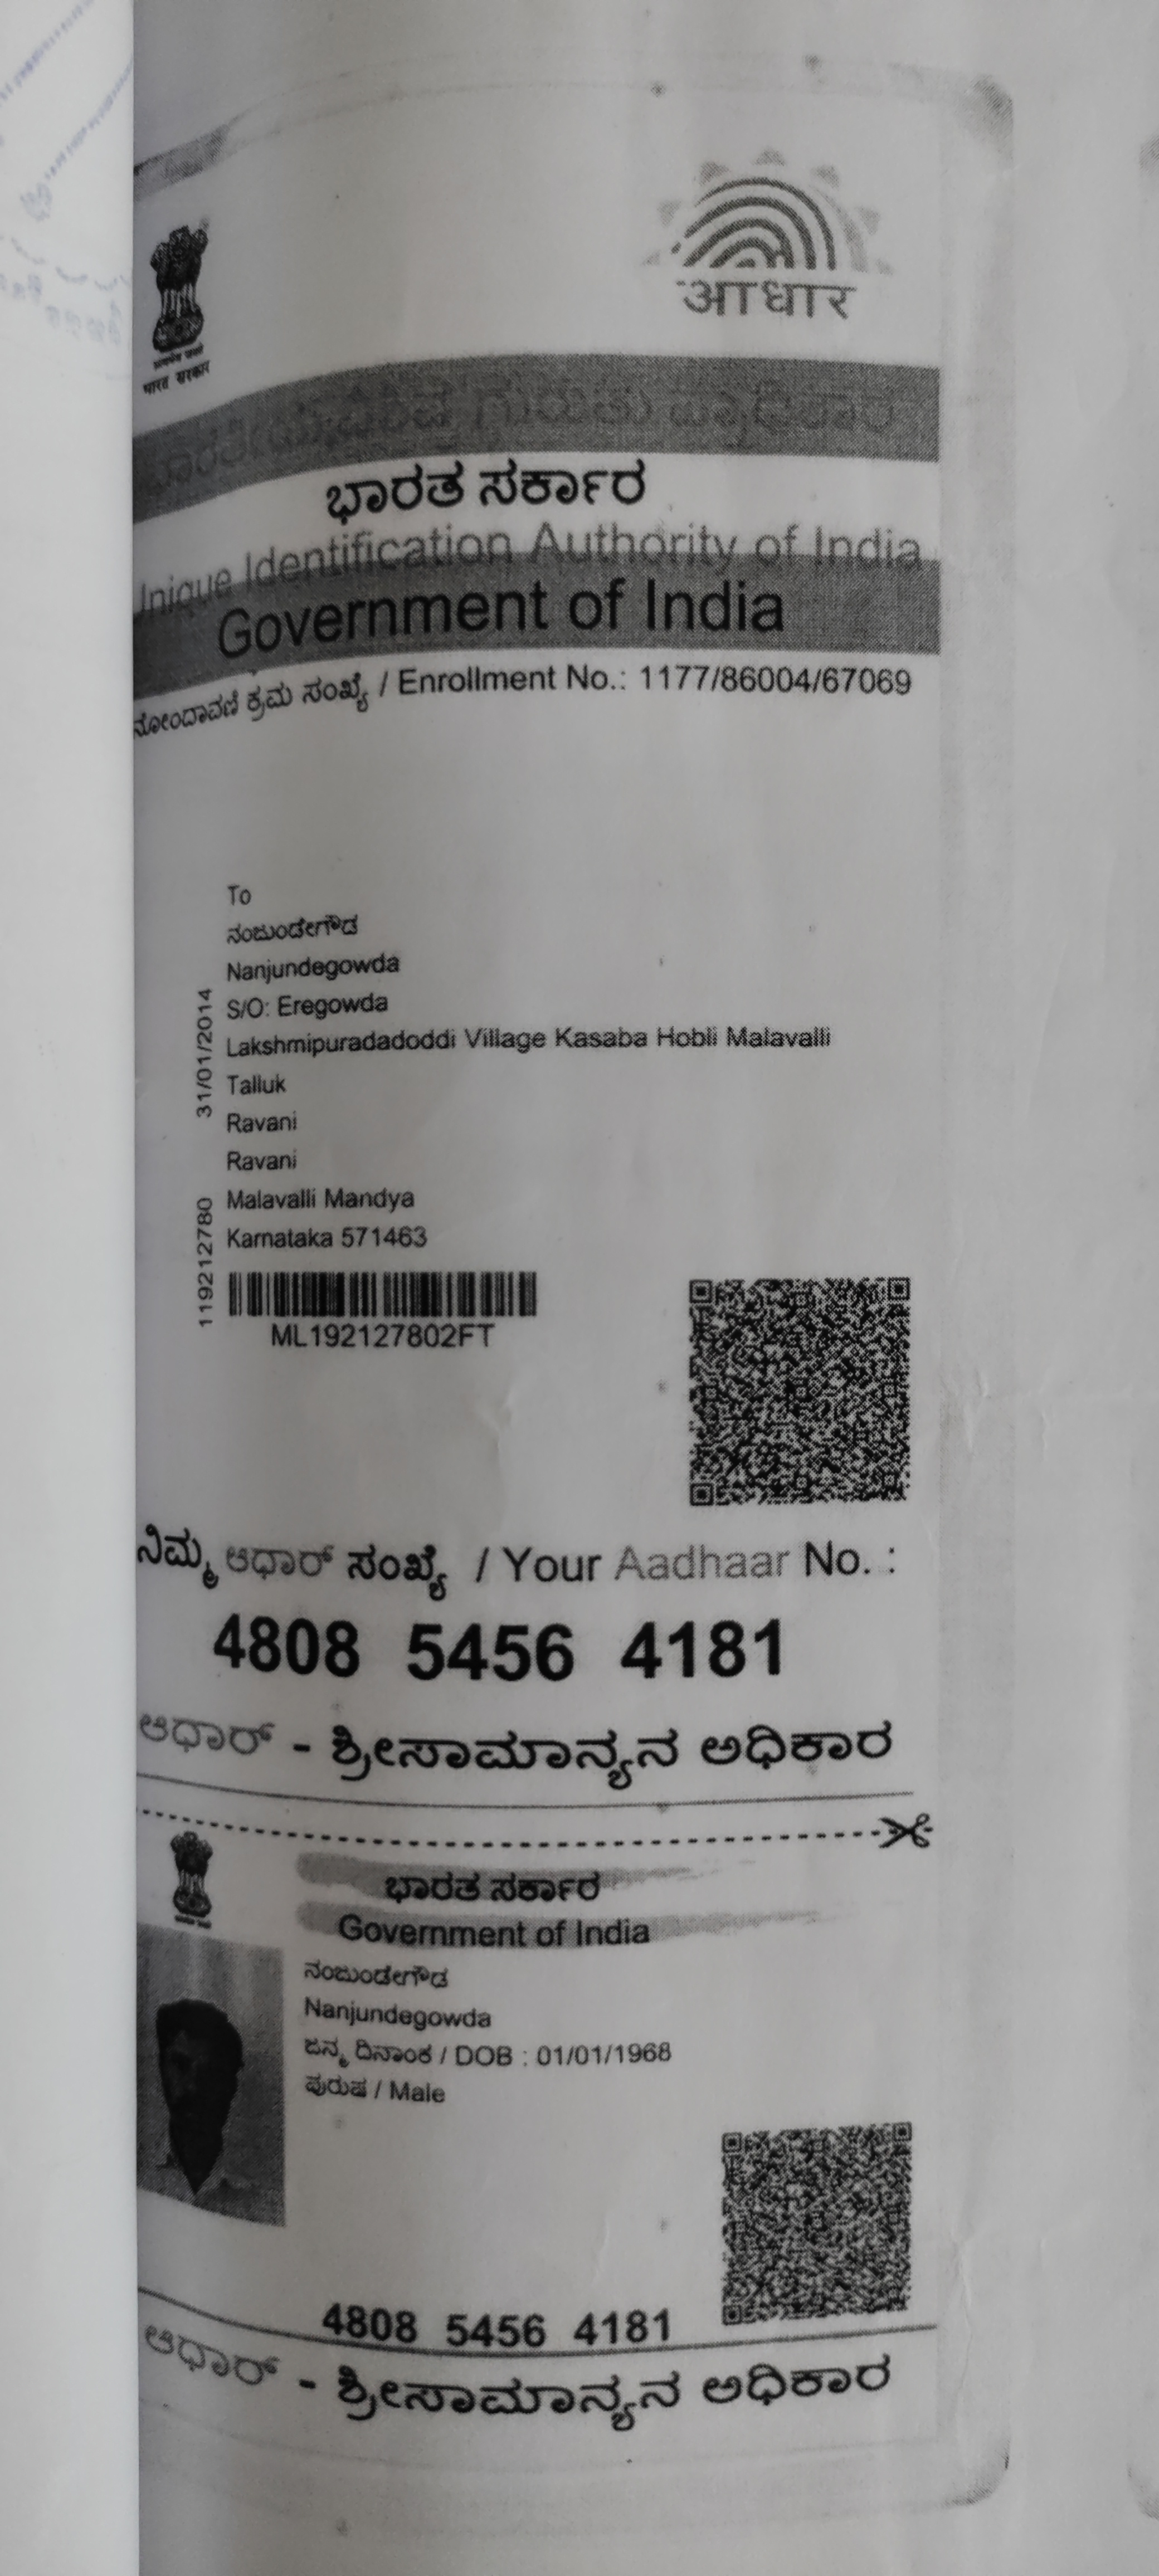 भारत सरकार
आधार
ಭಾರತ ಸರ್ಕಾರ
Unique Identification Authority of India
Government of India
ನೋಂದಾವಣಿ ಕ್ರಮ ಸಂಖ್ಯೆ / Enrollment No.: 1177/86004/67069
To
ನಂಜುಂಡೇಗೌಡ
Nanjundegowda
S/O: Eregowda
Lakshmipuradadoddi Village Kasaba Hobli Malavalli
Talluk
Ravani
Ravani
Malavalli Mandya
Karnataka 571463
31/01/2014
119212780
ML192127802FT
ನಿಮ್ಮ ಆಧಾರ್ ಸಂಖ್ಯೆ / Your Aadhaar No. :
4808 5456 4181
ಆಧಾರ್ - ಶ್ರೀಸಾಮಾನ್ಯನ ಅಧಿಕಾರ
ಭಾರತ ಸರ್ಕಾರ
Government of India
ನಂಜುಂಡೇಗೌಡ
Nanjundegowda
ಜನ್ಮ ದಿನಾಂಕ / DOB : 01/01/1968
ಪುರುಷ / Male
4808 5456 4181
ಆಧಾರ್ - ಶ್ರೀಸಾಮಾನ್ಯನ ಅಧಿಕಾರ